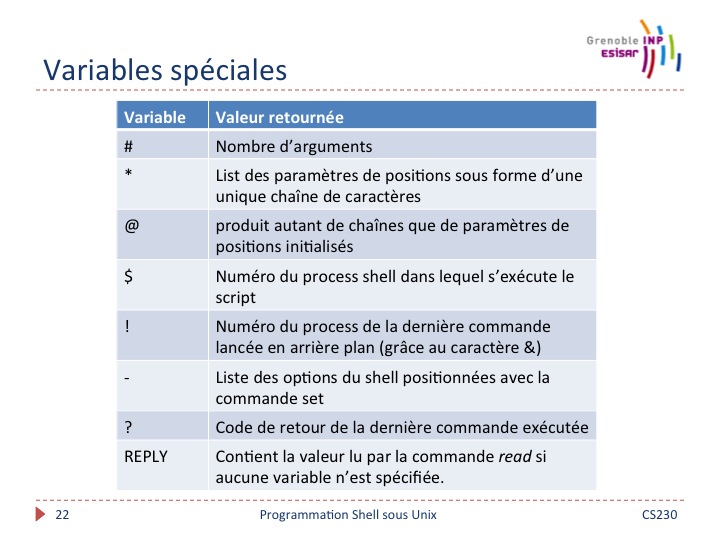 Grenoble INP
ESISAR
Variables spéciales
Variable Valeur retournée
# Nombre d’arguments
* List des paramètres de positions sous forme d’une
unique chaîne de caractères
@ produit autant de chaînes que de paramètres de
positions initialisés
$ Numéro du process shell dans lequel s’exécute le
script
! Numéro du process de la dernière commande
lancée en arrière plan (grâce au caractère &)
- Liste des options du shell positionnées avec la
commande set
? Code de retour de la dernière commande exécutée
REPLY Contient la valeur lu par la commande read si
aucune variable n’est spécifiée.
22 Programmation Shell sous Unix CS230